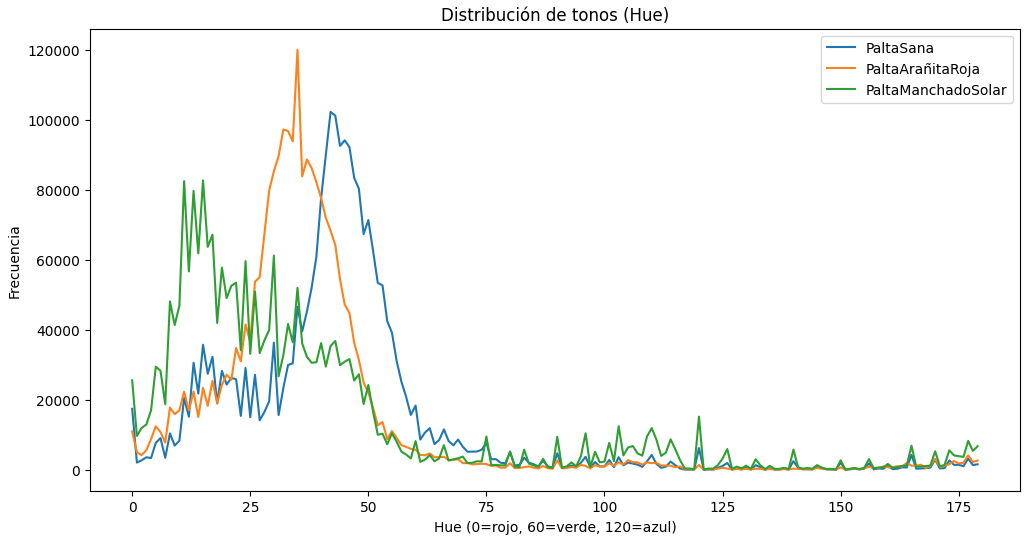 Distribución de tonos (Hue)
PaltaSana
PaltaArañitaRoja
PaltaManchadoSolar
120000
100000
80000
60000
40000
20000
0
Frecuencia
0 25 50 75 100 125 150 175
Hue (0=rojo, 60=verde, 120=azul)